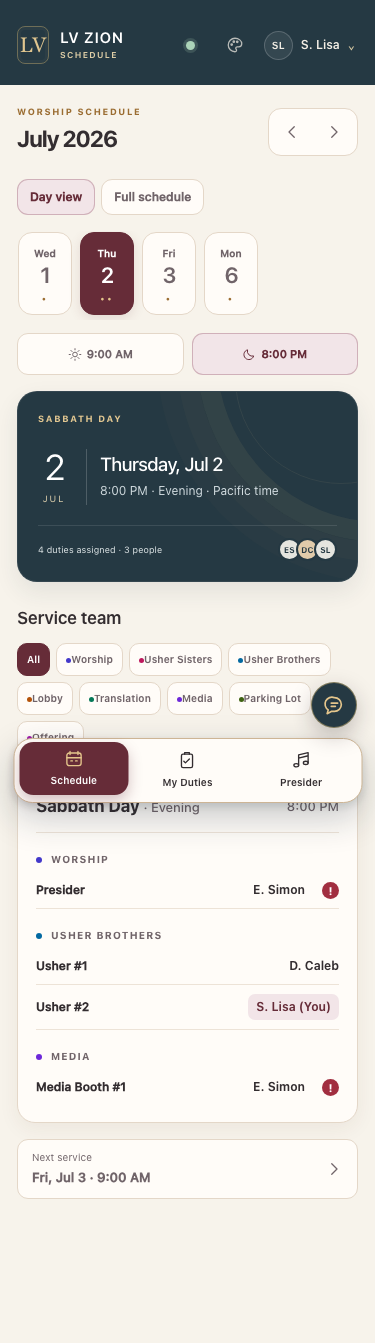 LV
LV ZION
SCHEDULE
SL
S. Lisa
WORSHIP SCHEDULE
July 2026
Day view
Full schedule
Wed
1
Thu
2
Fri
3
Mon
6
9:00 AM
8:00 PM
SABBATH DAY
2
JUL
Thursday, Jul 2
8:00 PM · Evening · Pacific time
4 duties assigned · 3 people
ES
DC
SL
Service team
All
Worship
Usher Sisters
Usher Brothers
Lobby
Translation
Media
Parking Lot
Offering
Schedule
My Duties
Presider
Sabbath Day · Evening
8:00 PM
WORSHIP
Presider
E. Simon
!
USHER BROTHERS
Usher #1
D. Caleb
Usher #2
S. Lisa (You)
MEDIA
Media Booth #1
E. Simon
!
Next service
Fri, Jul 3 · 9:00 AM